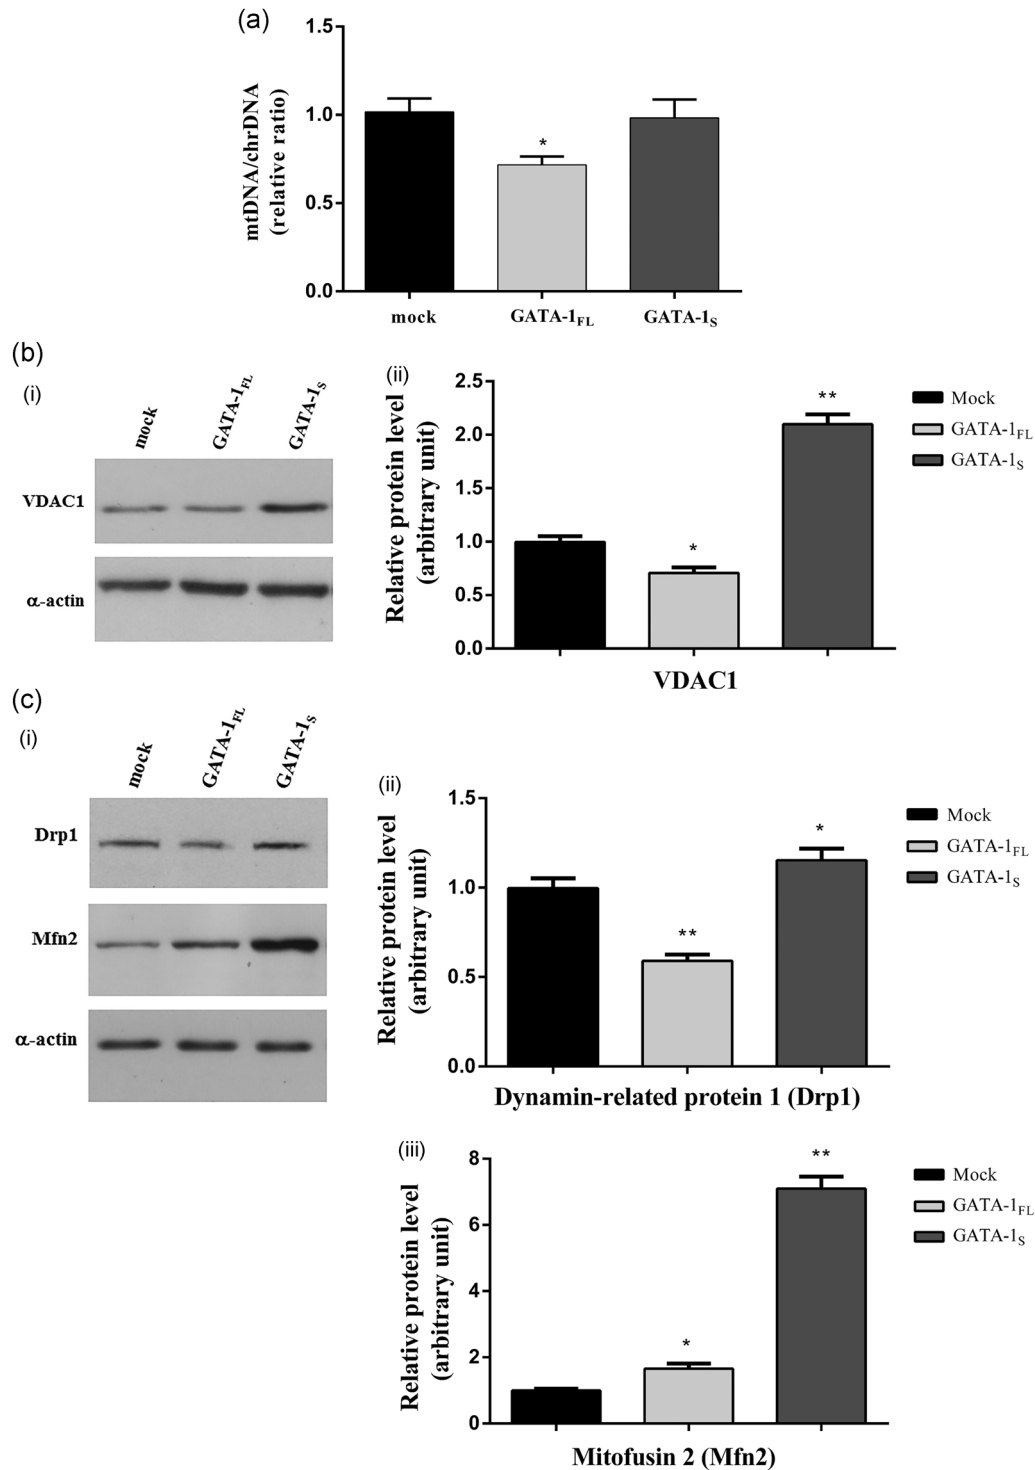 (a)
mtDNA/chrDNA
(relative ratio)
1.5
1.0
0.5
0.0
*
mock
GATA-1FL
GATA-1S
(b)
(i)
mock
GATA-1FL
GATA-1S
VDAC1
α-actin
(ii)
Relative protein level
(arbitrary unit)
2.5
2.0
1.5
1.0
0.5
0.0
*
**
VDAC1
Mock
GATA-1FL
GATA-1S
(c)
(i)
mock
GATA-1FL
GATA-1S
Drp1
Mfn2
α-actin
(ii)
Relative protein level
(arbitrary unit)
1.5
1.0
0.5
0.0
**
*
Dynamin-related protein 1 (Drp1)
Mock
GATA-1FL
GATA-1S
(iii)
Relative protein level
(arbitrary unit)
8
6
4
2
0
*
**
Mitofusin 2 (Mfn2)
Mock
GATA-1FL
GATA-1S